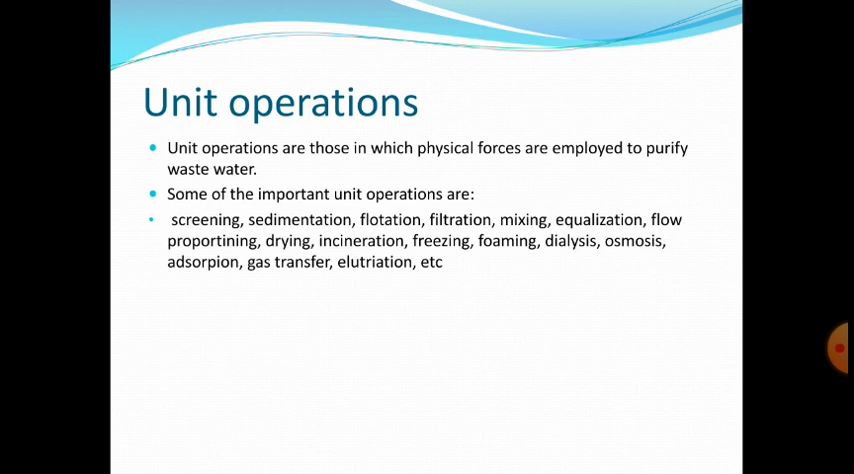 Unit operations
• Unit operations are those in which physical forces are employed to purify
waste water.
• Some of the important unit operations are:
• screening, sedimentation, flotation, filtration, mixing, equalization, flow
proportining, drying, incineration, freezing, foaming, dialysis, osmosis,
adsorpion, gas transfer, elutriation, etc